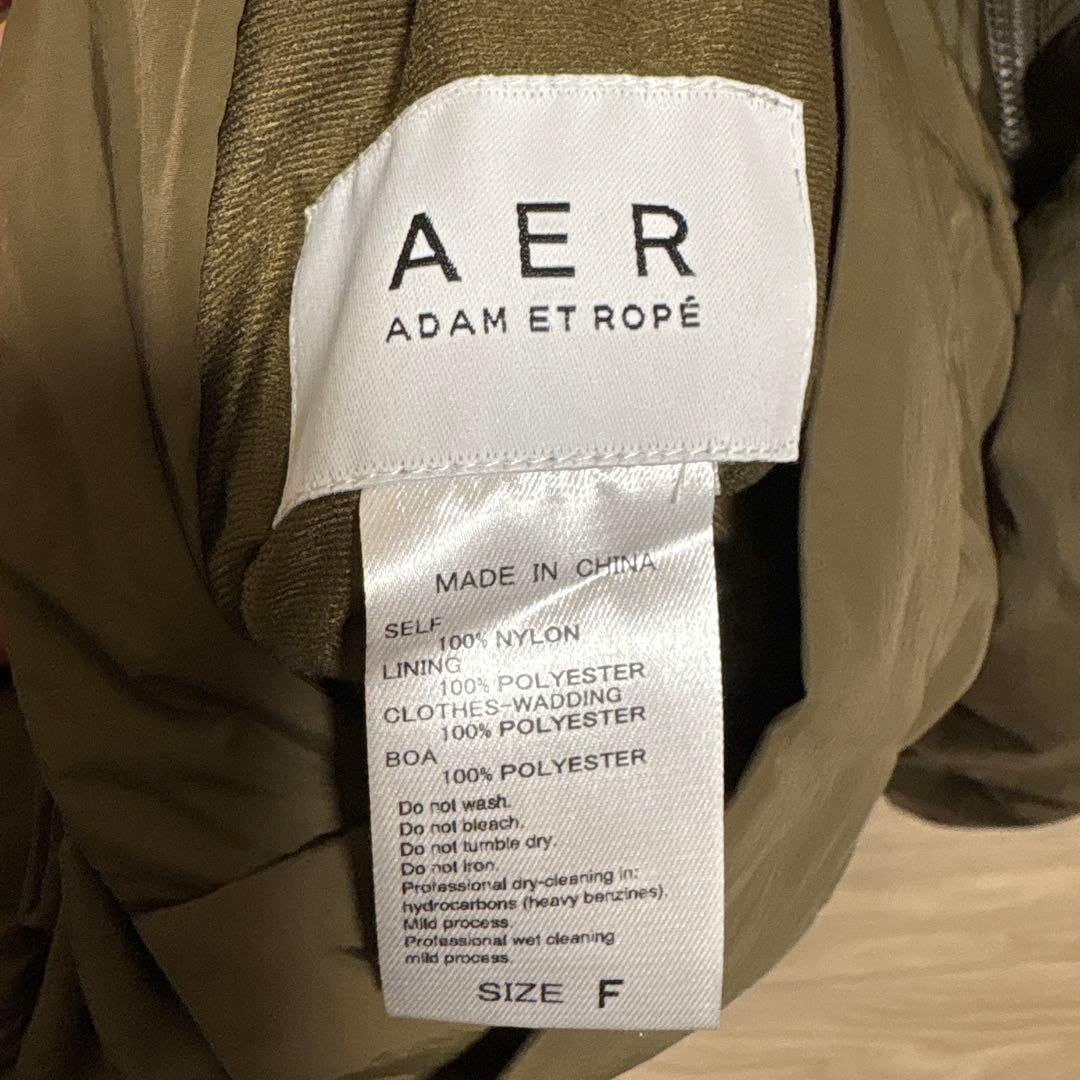 AER
ADAM ET ROPÉ
MADE IN CHINA
SELF
100% NYLON
LINING
100% POLYESTER
CLOTHES-WADDING
100% POLYESTER
BOA
100% POLYESTER
Do not wash.
Do not bleach.
Do not tumble dry.
Do not iron.
Professional dry-cleaning in:
hydrocarbons (heavy benzines).
Mild process.
Professional wet cleaning
mild process.
SIZE F